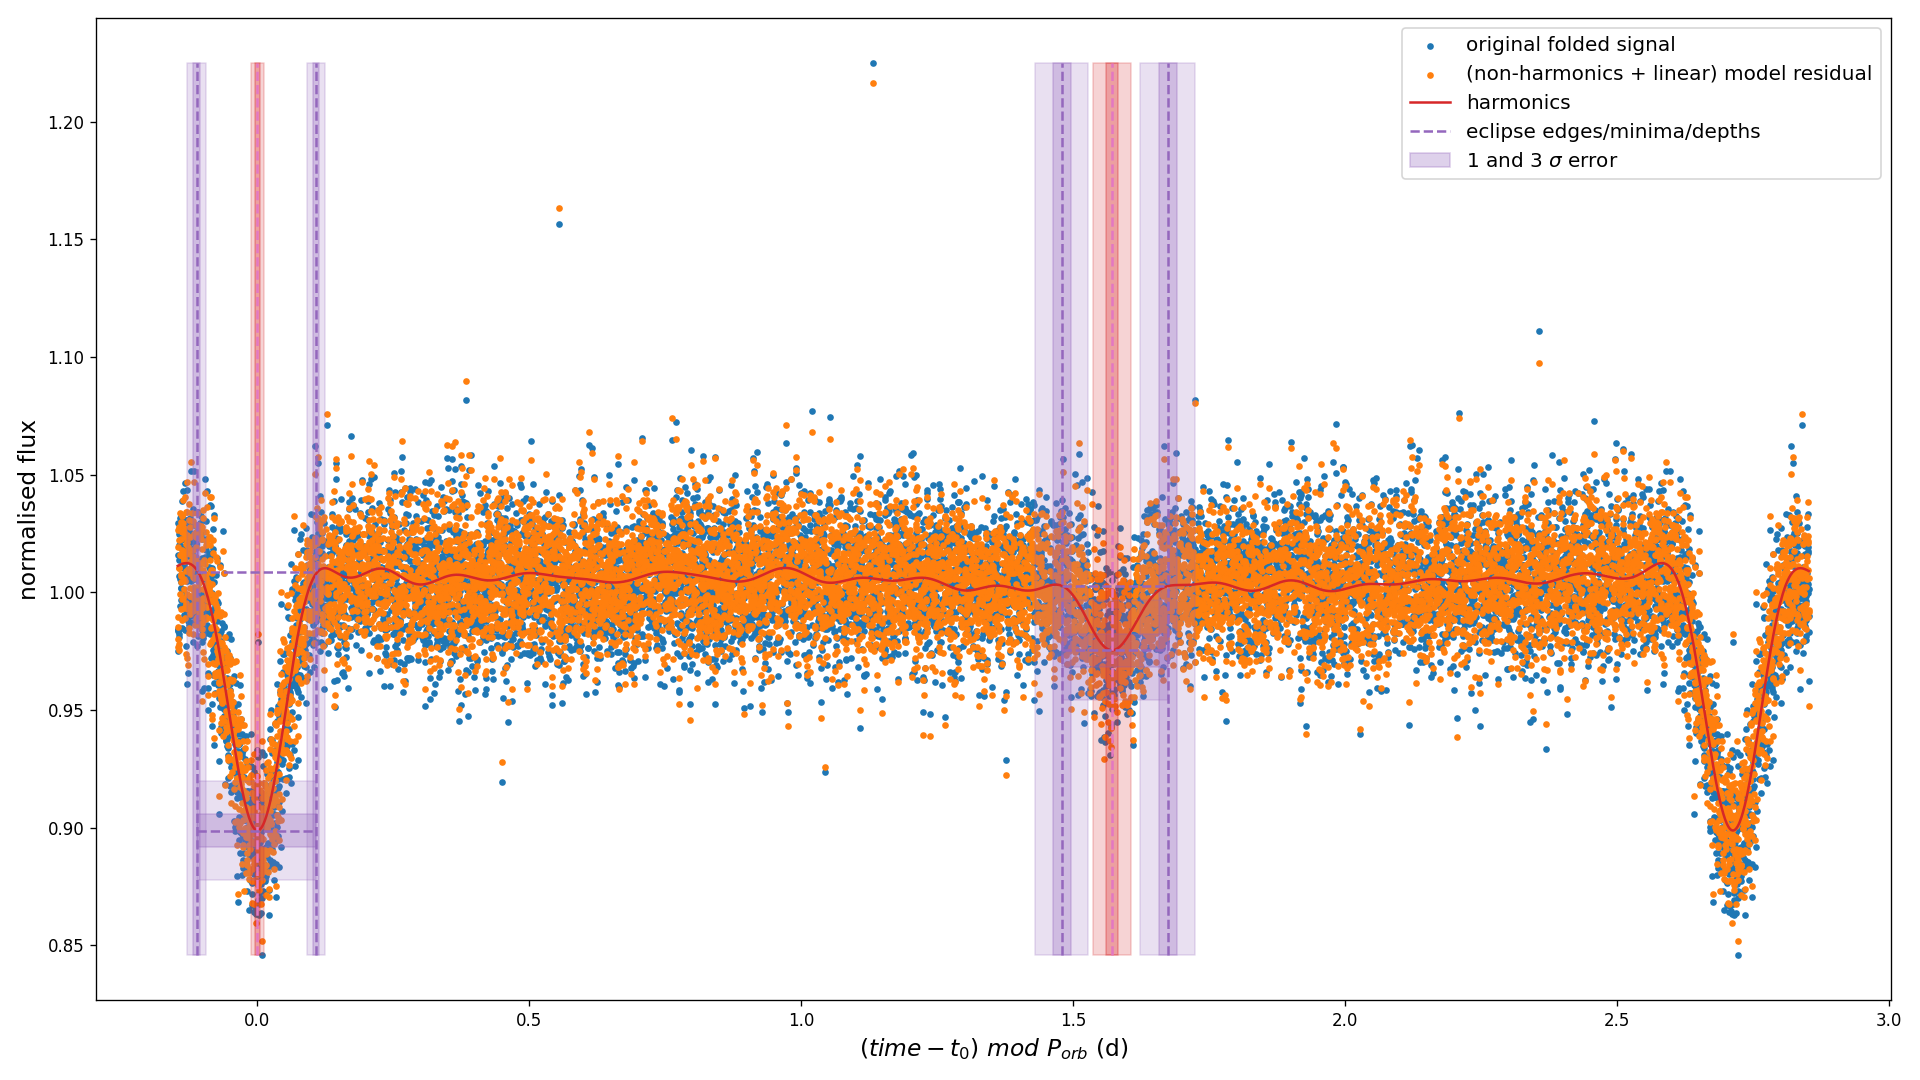 original folded signal
(non-harmonics + linear) model residual
harmonics
eclipse edges/minima/depths
1 and 3 σ error
normalised flux
1.20
1.15
1.10
1.05
1.00
0.95
0.90
0.85
0.0 0.5 1.0 1.5 2.0 2.5 3.0
(time − t₀) mod Pₒᵣb (d)